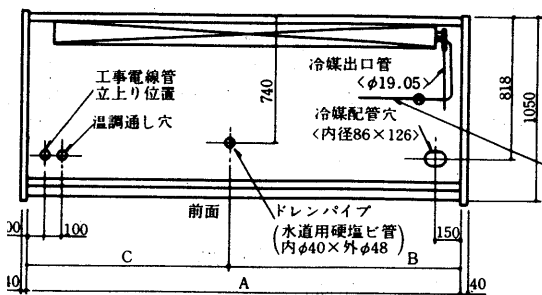 工事電線管
立上り位置
温調通し穴
740
冷媒出口管
<φ19.05>
冷媒配管穴
<内径86×126>
818
1050
前面
ドレンパイプ
(水道用硬塩ビ管
内φ40×外φ48)
100
150
C
B
A
40
40